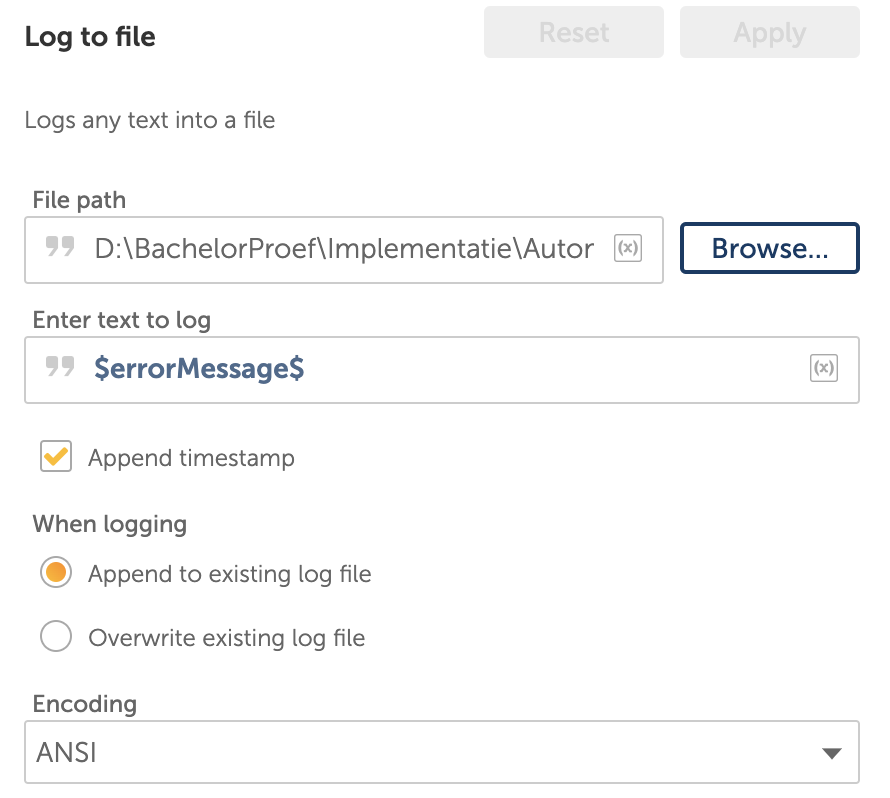 Log to file
Reset
Apply
Logs any text into a file
File path
D:\BachelorProef\Implementatie\Autor
(x)
Browse...
Enter text to log
$errorMessage$
(x)
Append timestamp
When logging
Append to existing log file
Overwrite existing log file
Encoding
ANSI